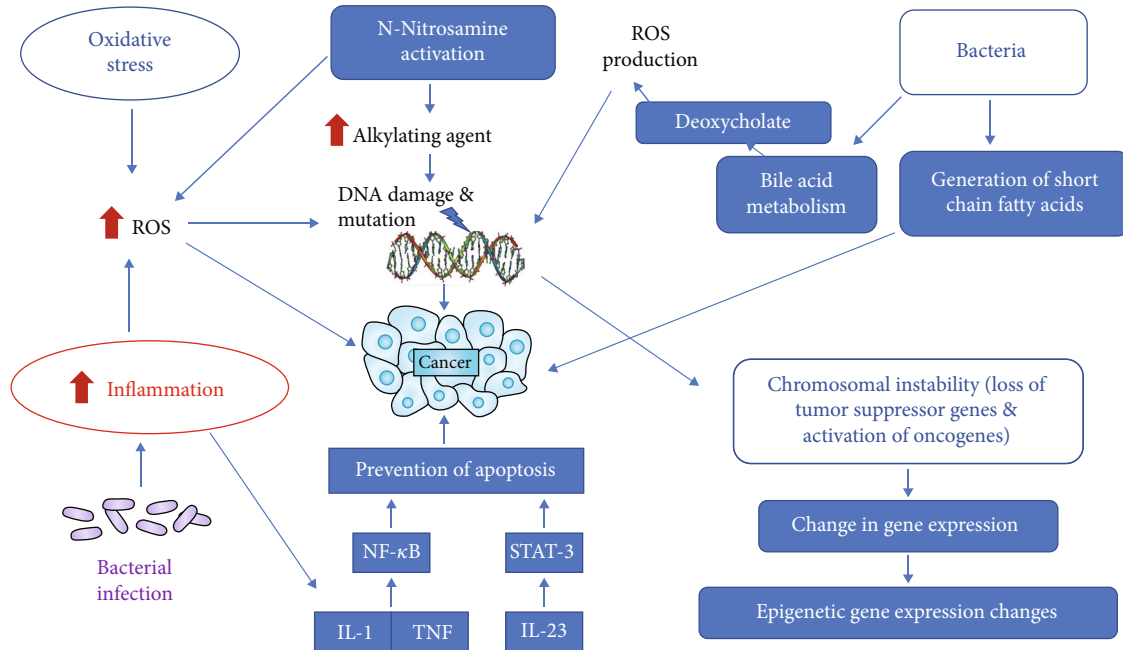 Oxidative
stress
N-Nitrosamine
activation
ROS
production
Bacteria
Alkylating agent
Deoxycholate
Bile acid
metabolism
Generation of short
chain fatty acids
DNA damage &
mutation
ROS
Cancer
Inflammation
Chromosomal instability (loss of
tumor suppressor genes &
activation of oncogenes)
Prevention of apoptosis
Change in gene expression
NF-κB
STAT-3
Bacterial
infection
Epigenetic gene expression changes
IL-1
TNF
IL-23